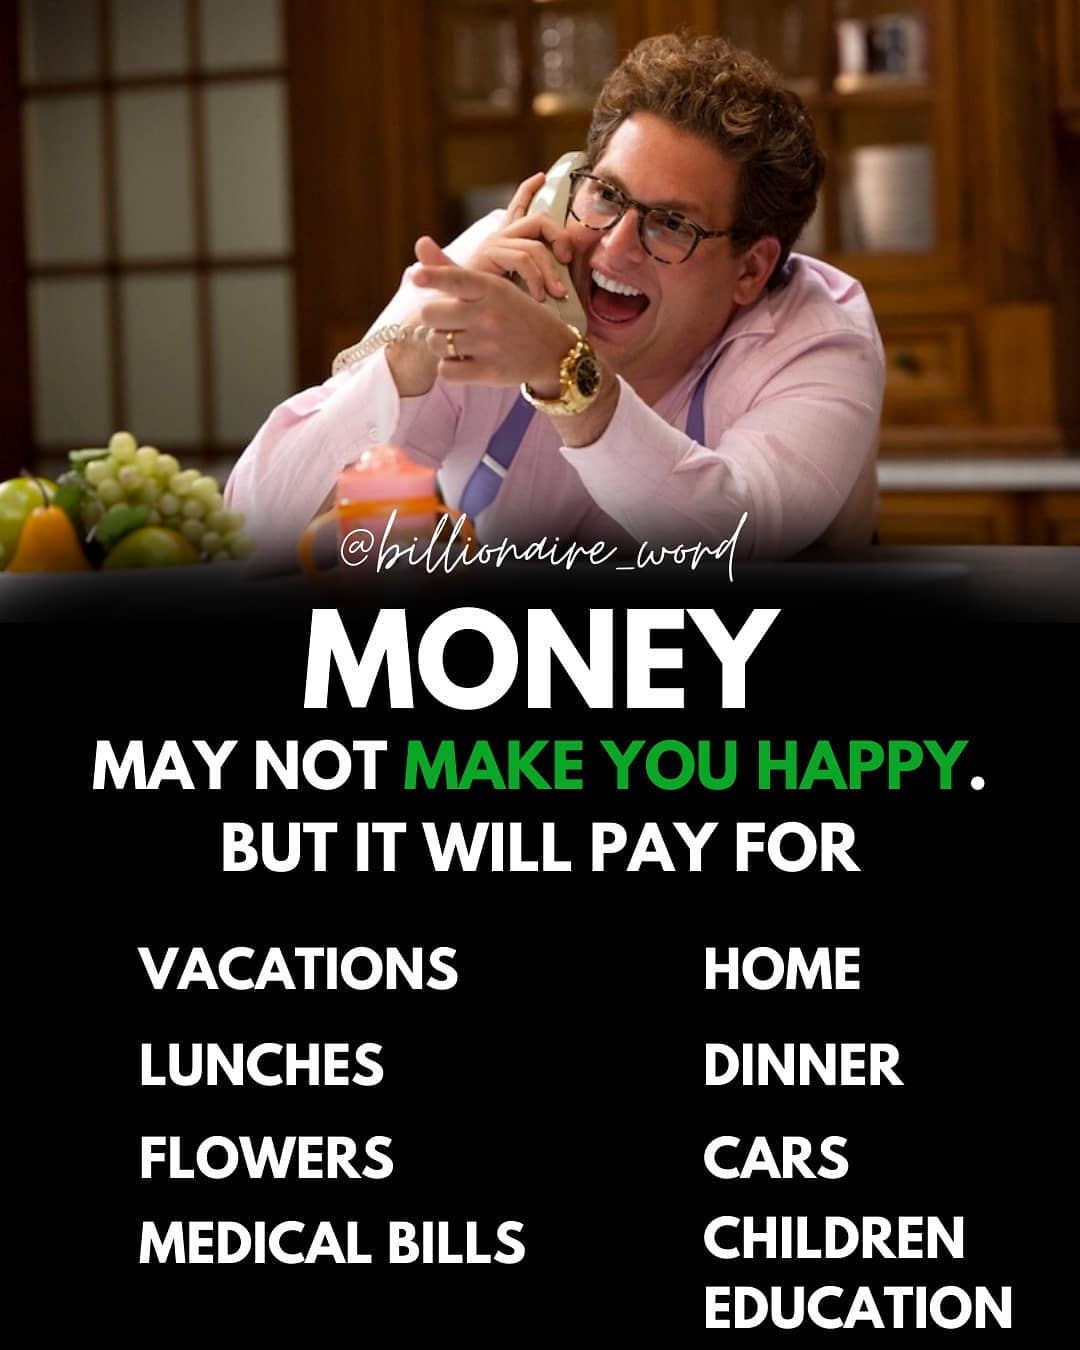 @billionaire_word
MONEY
MAY NOT MAKE YOU HAPPY.
BUT IT WILL PAY FOR
VACATIONS
LUNCHES
FLOWERS
MEDICAL BILLS
HOME
DINNER
CARS
CHILDREN
EDUCATION